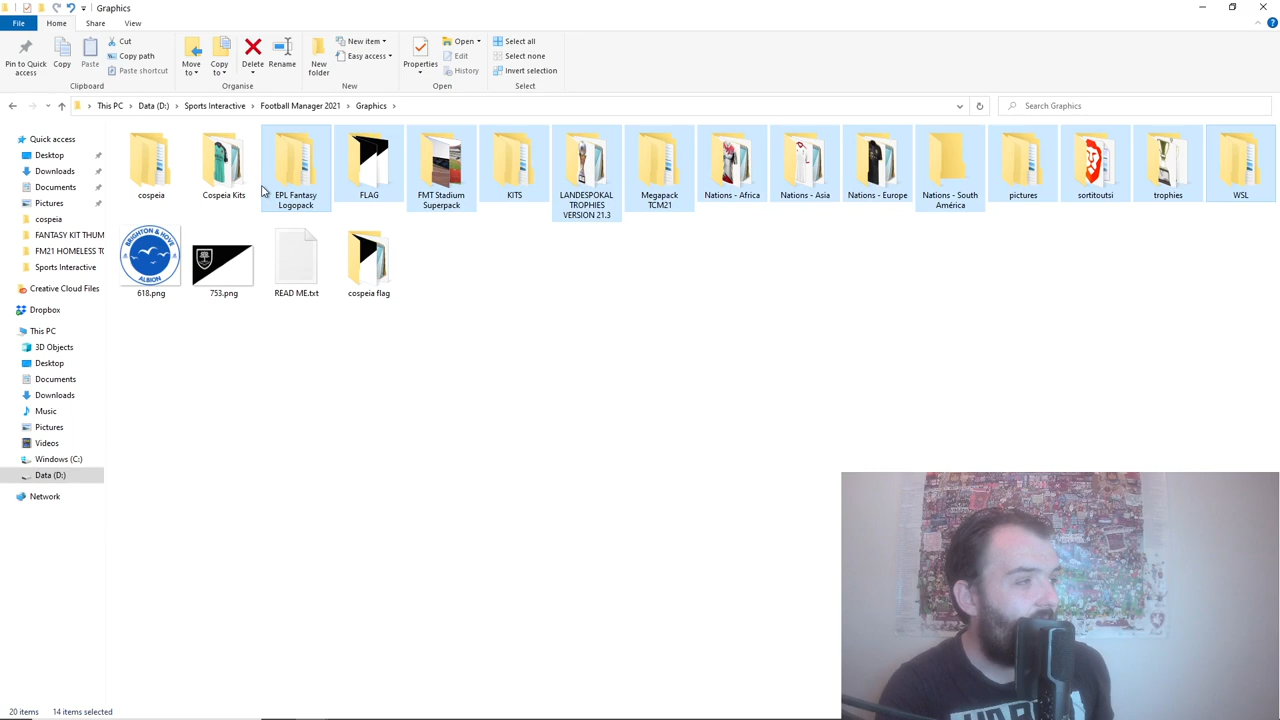 Graphics
File
Home
Share
View
Pin to Quick access
Copy
Paste
Cut
Copy path
Paste shortcut
Clipboard
Move to
Copy to
Delete
Rename
Organise
New folder
New item
Easy access
New
Properties
Open
Edit
History
Open
Select all
Select none
Invert selection
Select
This PC > Data (D:) > Sports Interactive > Football Manager 2021 > Graphics >
Search Graphics
Quick access
Desktop
Downloads
Documents
Pictures
cospeia
FANTASY KIT THUM
FM21 HOMELESS TO
Sports Interactive
Creative Cloud Files
Dropbox
This PC
3D Objects
Desktop
Documents
Downloads
Music
Pictures
Videos
Windows (C:)
Data (D:)
Network
cospeia
Cospeia Kits
EPL Fantasy Logopack
FLAG
FMT Stadium Superpack
KITS
LANDESPOKAL TROPHIES VERSION 21.3
Megapack TCM21
Nations - Africa
Nations - Asia
Nations - Europe
Nations - South América
pictures
sortitoutsi
trophies
WSL
BRIGHTON & HOVE
ALBION
618.png
753.png
READ ME.txt
cospeia flag
20 items
14 items selected